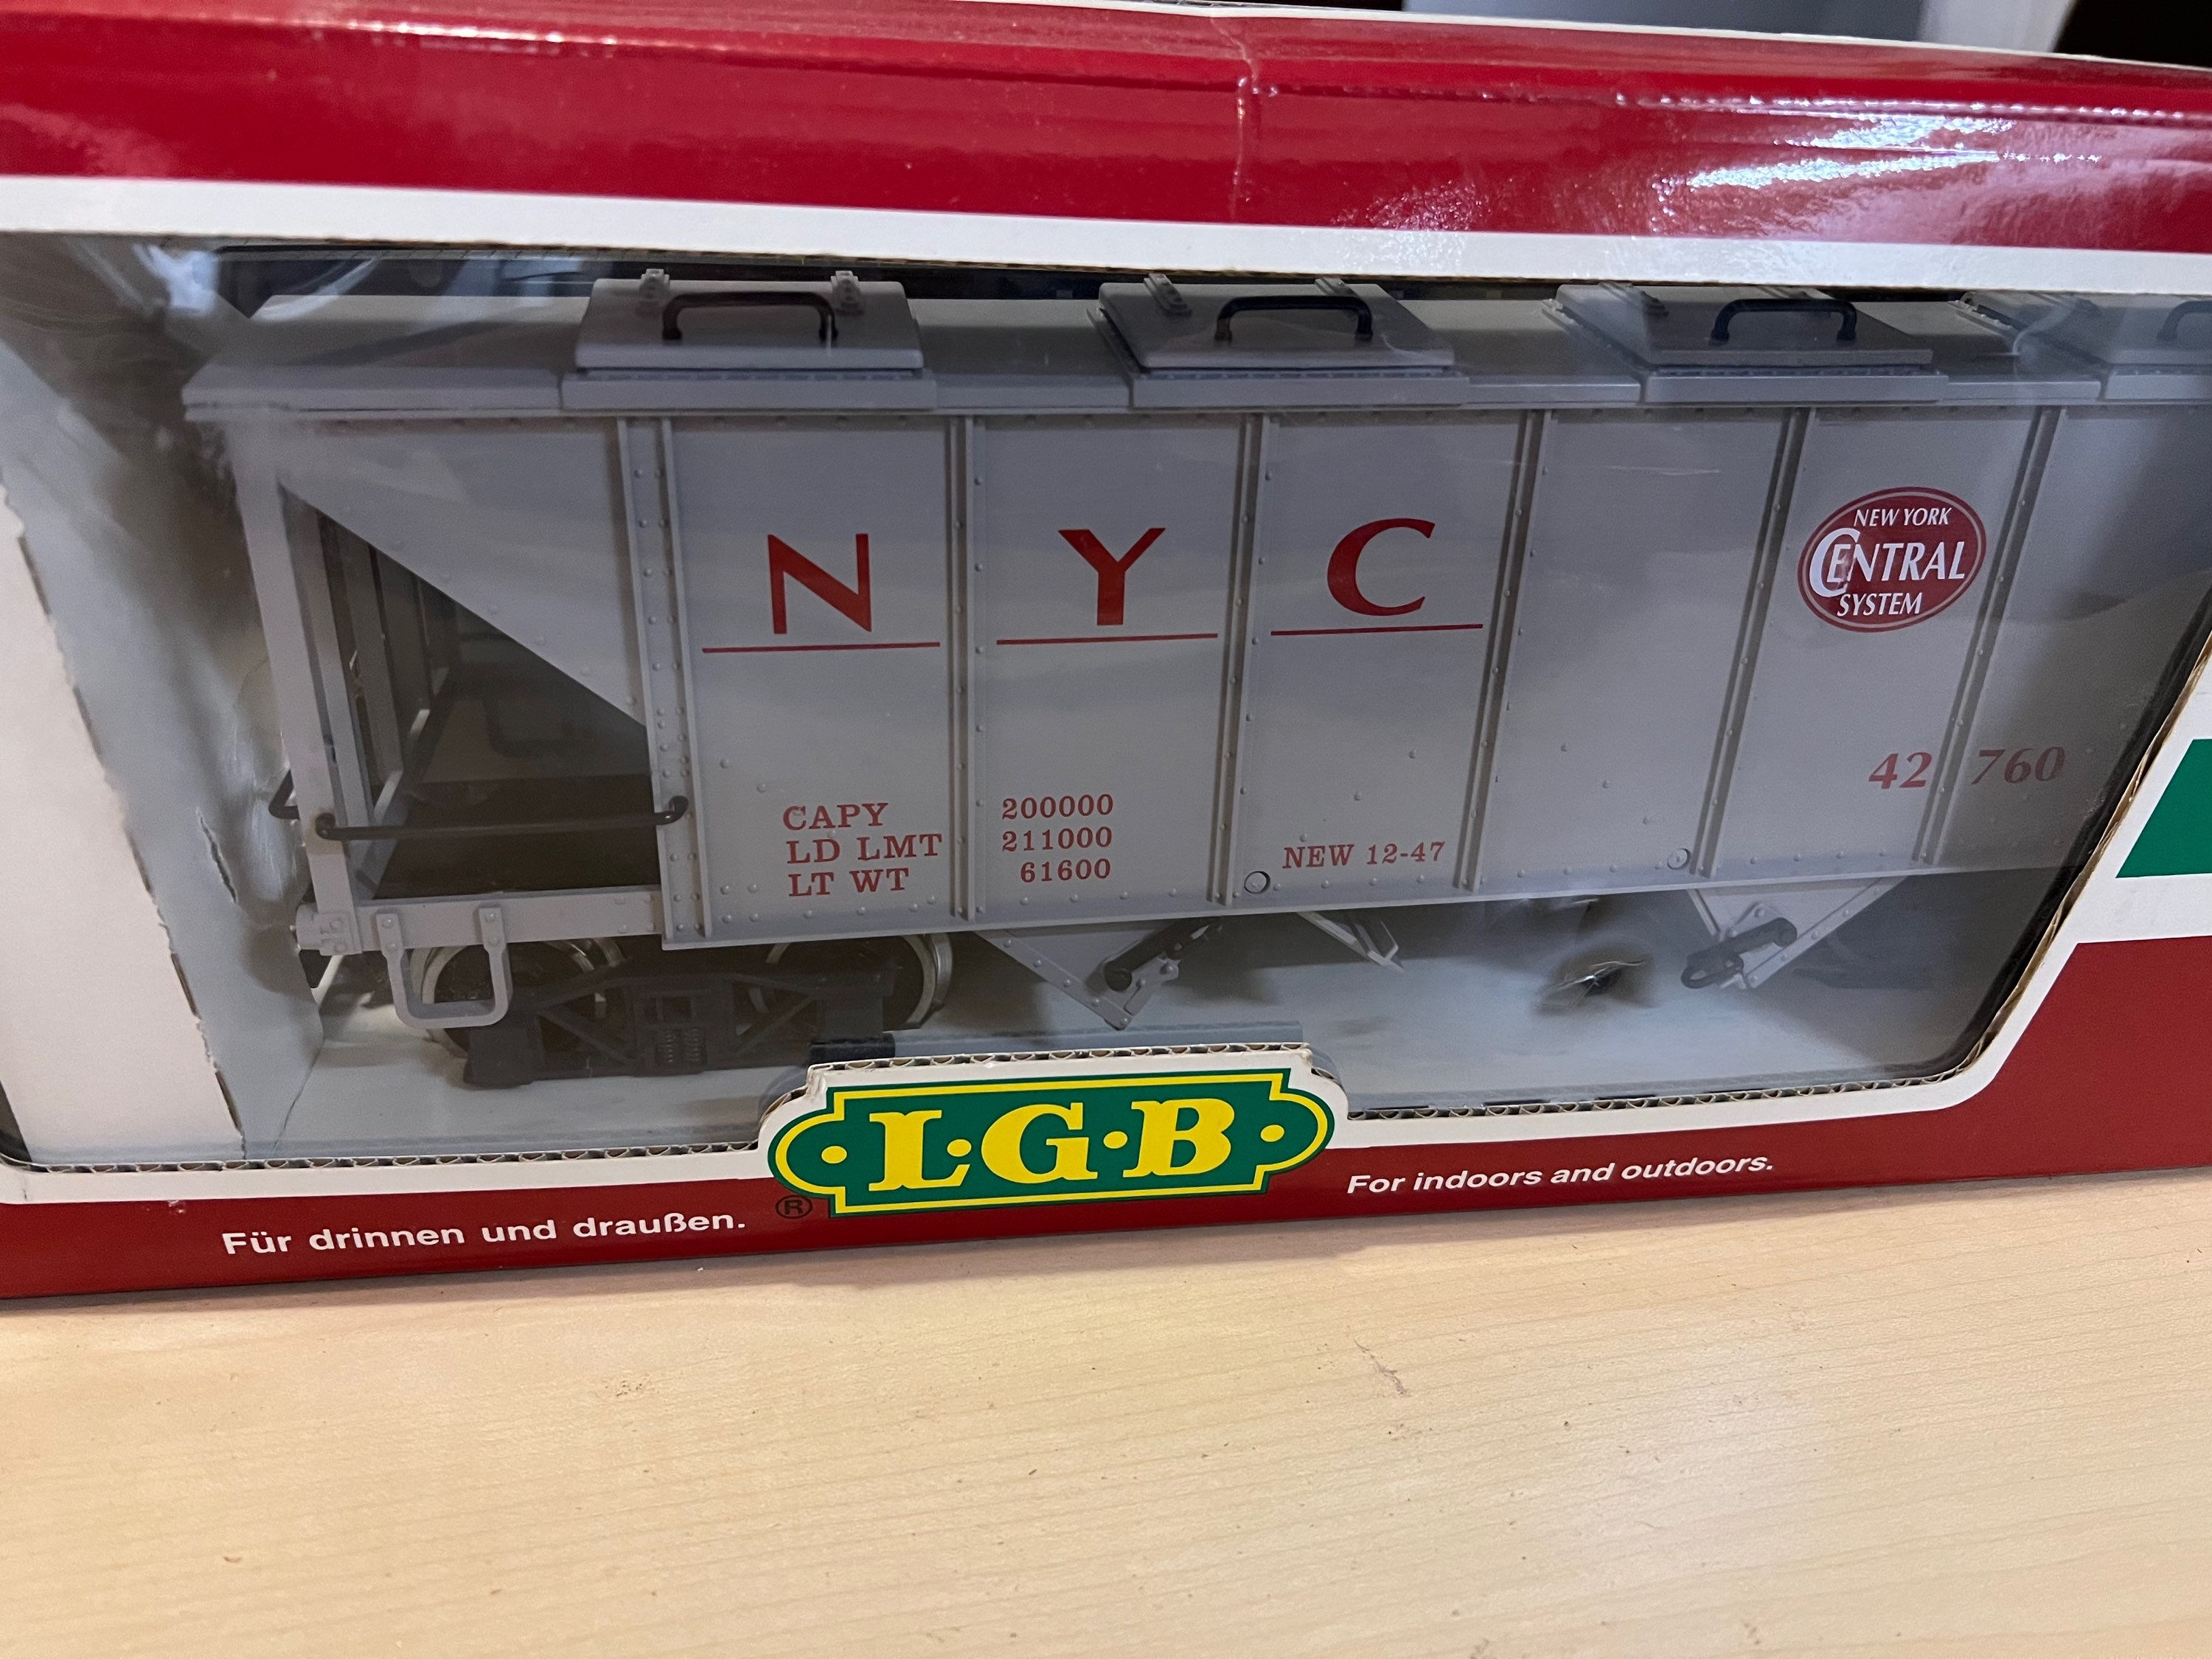 N Y C
NEW YORK
CENTRAL
SYSTEM
42 760
CAPY 200000
LD LMT 211000
LT WT 61600
NEW 12-47
L·G·B
®
Für drinnen und draußen.
For indoors and outdoors.